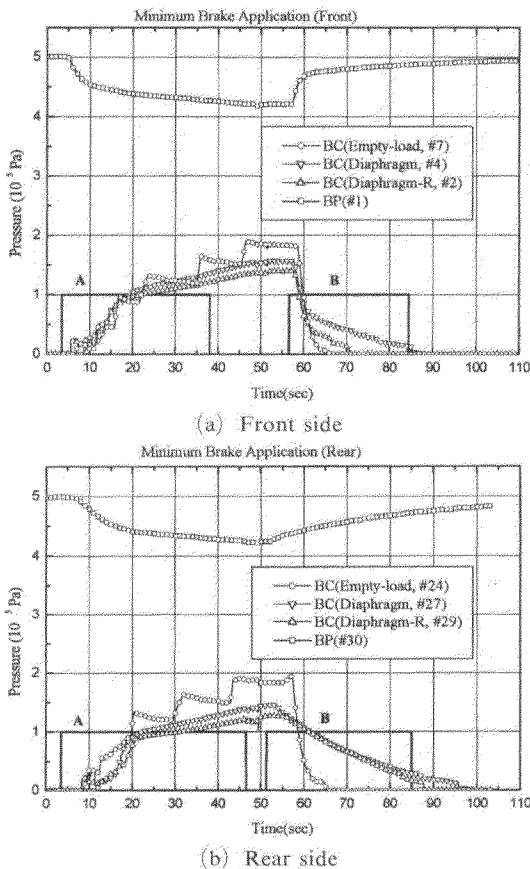 Minimum Brake Application (Front)
6
5
4
3
2
1
0
Pressure (10⁵ Pa)
BC(Empty-load, #7)
BC(Diaphragm, #4)
BC(Diaphragm-R, #2)
BP(#1)
A
B
0 10 20 30 40 50 60 70 80 90 100 110
Time(sec)
(a) Front side
Minimum Brake Application (Rear)
6
5
4
3
2
1
0
Pressure (10⁵ Pa)
BC(Empty-load, #24)
BC(Diaphragm, #27)
BC(Diaphragm-R, #29)
BP(#30)
A
B
0 10 20 30 40 50 60 70 80 90 100 110
Time(sec)
(b) Rear side